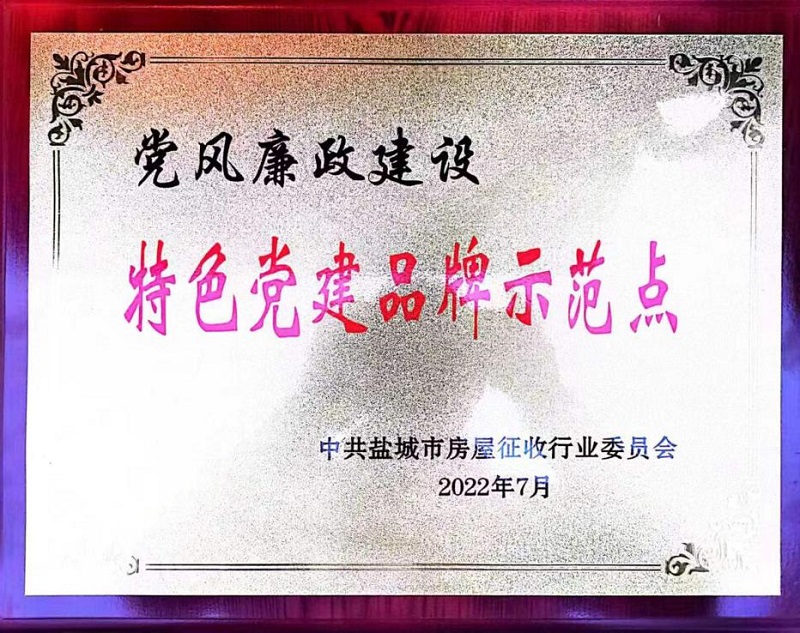 党风廉政建设
特色党建品牌示范点
中共盐城市房屋征收行业委员会
2022年7月